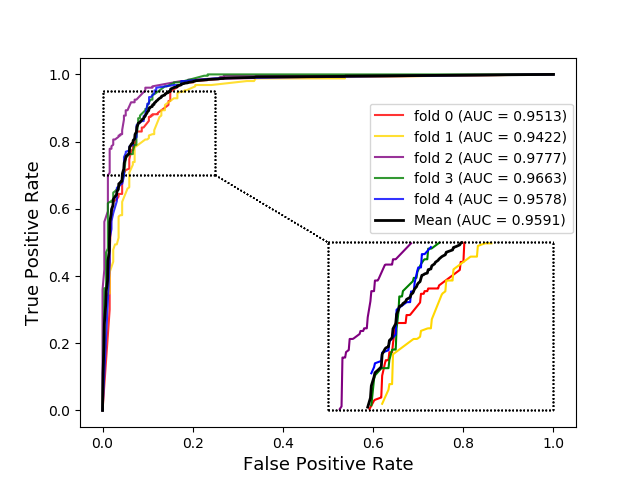 1.0
0.8
0.6
0.4
0.2
0.0
True Positive Rate
fold 0 (AUC = 0.9513)
fold 1 (AUC = 0.9422)
fold 2 (AUC = 0.9777)
fold 3 (AUC = 0.9663)
fold 4 (AUC = 0.9578)
Mean (AUC = 0.9591)
0.0 0.2 0.4 0.6 0.8 1.0
False Positive Rate